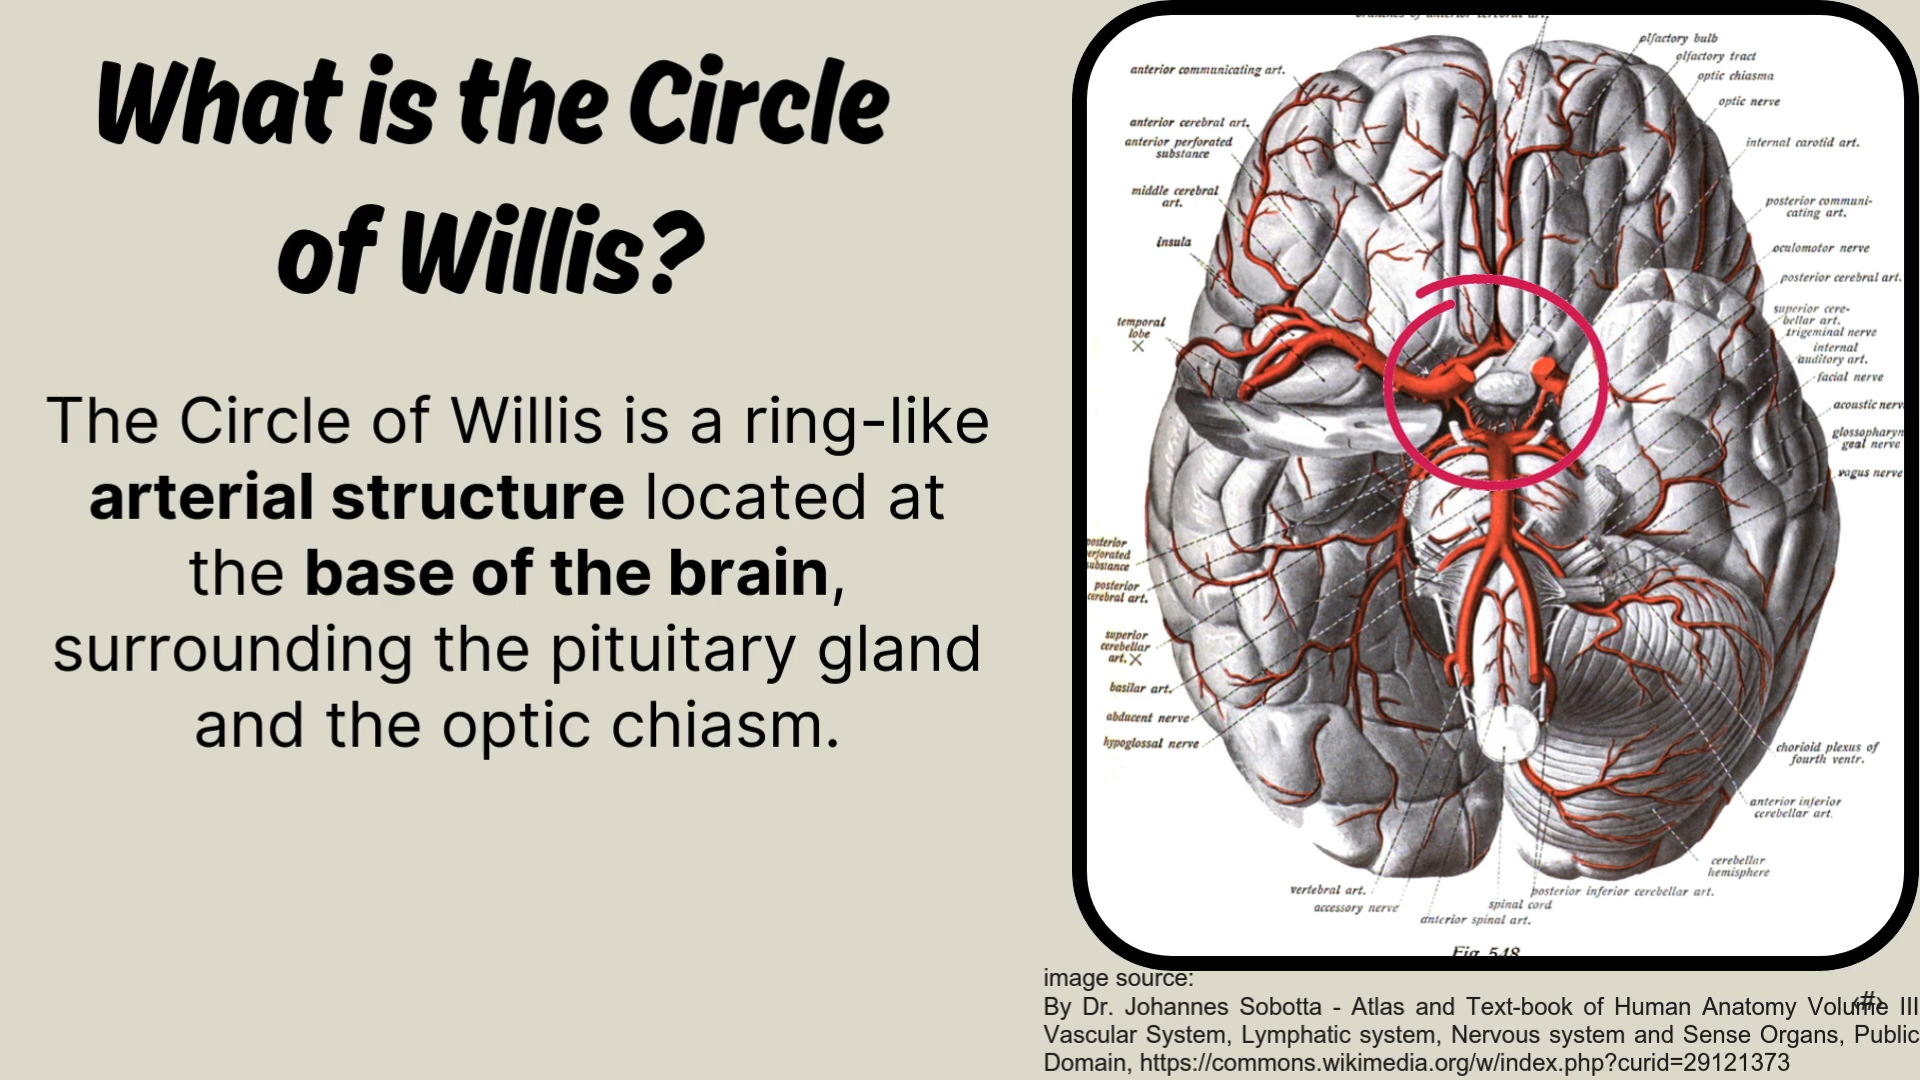 What is the Circle
of Willis?
The Circle of Willis is a ring-like
arterial structure located at
the base of the brain,
surrounding the pituitary gland
and the optic chiasm.
branches of anterior cerebral art.
anterior communicating art.
anterior cerebral art.
anterior perforated
substance
middle cerebral
art.
insula
temporal
lobe
posterior
perforated
substance
posterior
cerebral art.
superior
cerebellar
art.
basilar art.
abducent nerve
hypoglossal nerve
olfactory bulb
olfactory tract
optic chiasma
optic nerve
internal carotid art.
posterior communi-
cating art.
oculomotor nerve
posterior cerebral art.
superior cere-
bellar art.
trigeminal nerve
internal
auditory art.
facial nerve
acoustic nerv
glossopharyn
geal nerve
vagus nerve
chorioid plexus of
fourth ventr.
anterior inferior
cerebellar art.
cerebellar
hemisphere
posterior inferior cerebellar art.
spinal cord
anterior spinal art.
vertebral art.
accessory nerve
Fig 548
image source:
By Dr. Johannes Sobotta - Atlas and Text-book of Human Anatomy Volume III
Vascular System, Lymphatic system, Nervous system and Sense Organs, Public
Domain, https://commons.wikimedia.org/w/index.php?curid=29121373
‹#›